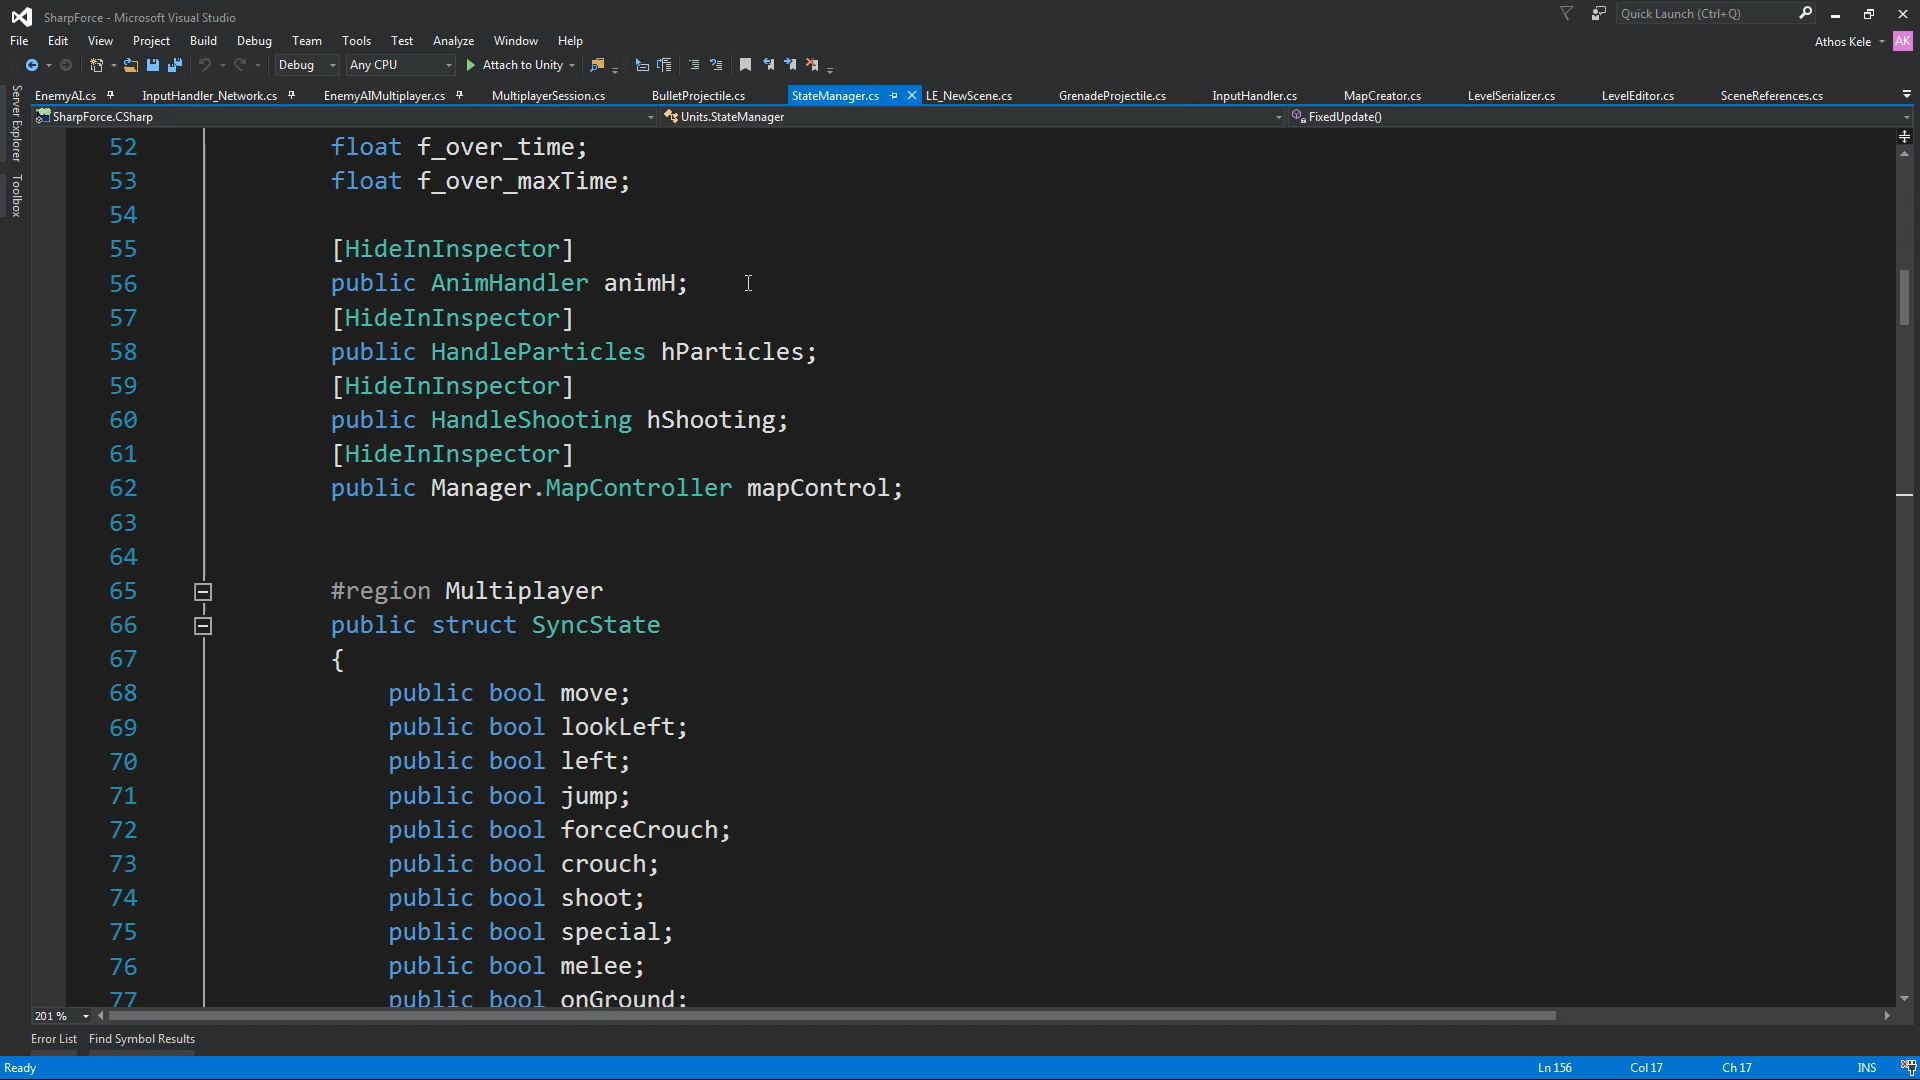 SharpForce - Microsoft Visual Studio
Quick Launch (Ctrl+Q)
File Edit View Project Build Debug Team Tools Test Analyze Window Help
Athos Kele AK
Debug Any CPU Attach to Unity
Server Explorer
Toolbox
EnemyAI.cs InputHandler_Network.cs EnemyAIMultiplayer.cs MultiplayerSession.cs BulletProjectile.cs StateManager.cs LE_NewScene.cs GrenadeProjectile.cs InputHandler.cs MapCreator.cs LevelSerializer.cs LevelEditor.cs SceneReferences.cs
SharpForce.CSharp Units.StateManager FixedUpdate()
52 float f_over_time;
53 float f_over_maxTime;
54
55 [HideInInspector]
56 public AnimHandler animH;
57 [HideInInspector]
58 public HandleParticles hParticles;
59 [HideInInspector]
60 public HandleShooting hShooting;
61 [HideInInspector]
62 public Manager.MapController mapControl;
63
64
65 #region Multiplayer
66 public struct SyncState
67 {
68 public bool move;
69 public bool lookLeft;
70 public bool left;
71 public bool jump;
72 public bool forceCrouch;
73 public bool crouch;
74 public bool shoot;
75 public bool special;
76 public bool melee;
77 public bool onGround;
201 %
Error List Find Symbol Results
Ready Ln 156 Col 17 Ch 17 INS